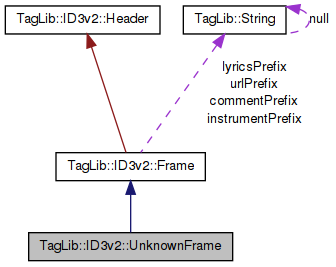 TagLib::ID3v2::Header
TagLib::String
null
lyricsPrefix
urlPrefix
commentPrefix
instrumentPrefix
TagLib::ID3v2::Frame
TagLib::ID3v2::UnknownFrame